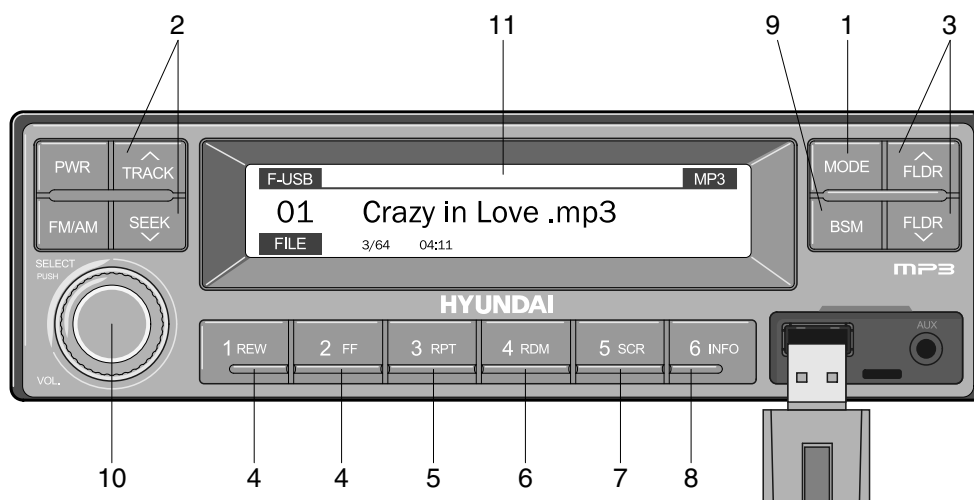 2 11 9 1 3
PWR
TRACK
FM/AM
SEEK
F-USB MP3
01 Crazy in Love .mp3
FILE 3/64 04:11
MODE
FLDR
BSM
FLDR
SELECT
PUSH
VOL.
HYUNDAI
MP3
1 REW 2 FF 3 RPT 4 RDM 5 SCR 6 INFO
AUX
10 4 4 5 6 7 8